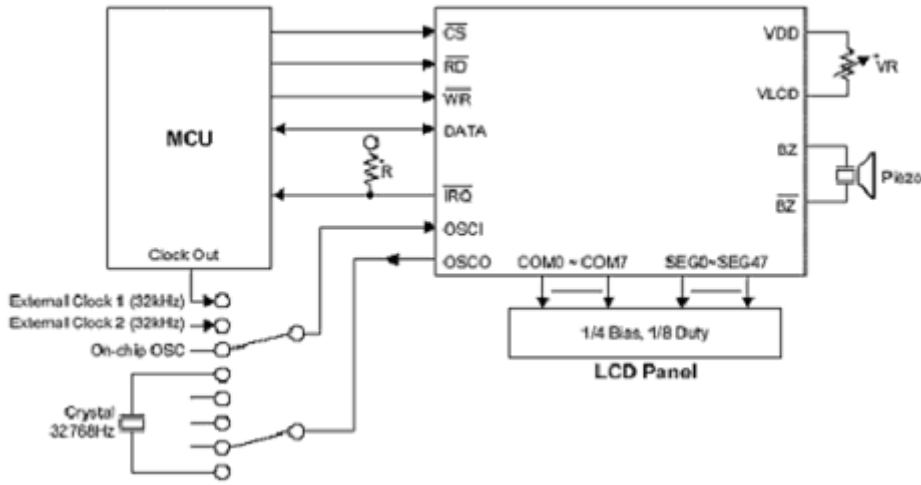 MCU
Clock Out
CS
RD
WR
DATA
IRQ
OSCI
OSCO
R
VDD
VLCD
VR
BZ
BZ
Piezo
COM0 ~ COM7
SEG0~SEG47
External Clock 1 (32kHz)
External Clock 2 (32kHz)
On-chip OSC
Crystal
32768Hz
1/4 Bias, 1/8 Duty
LCD Panel